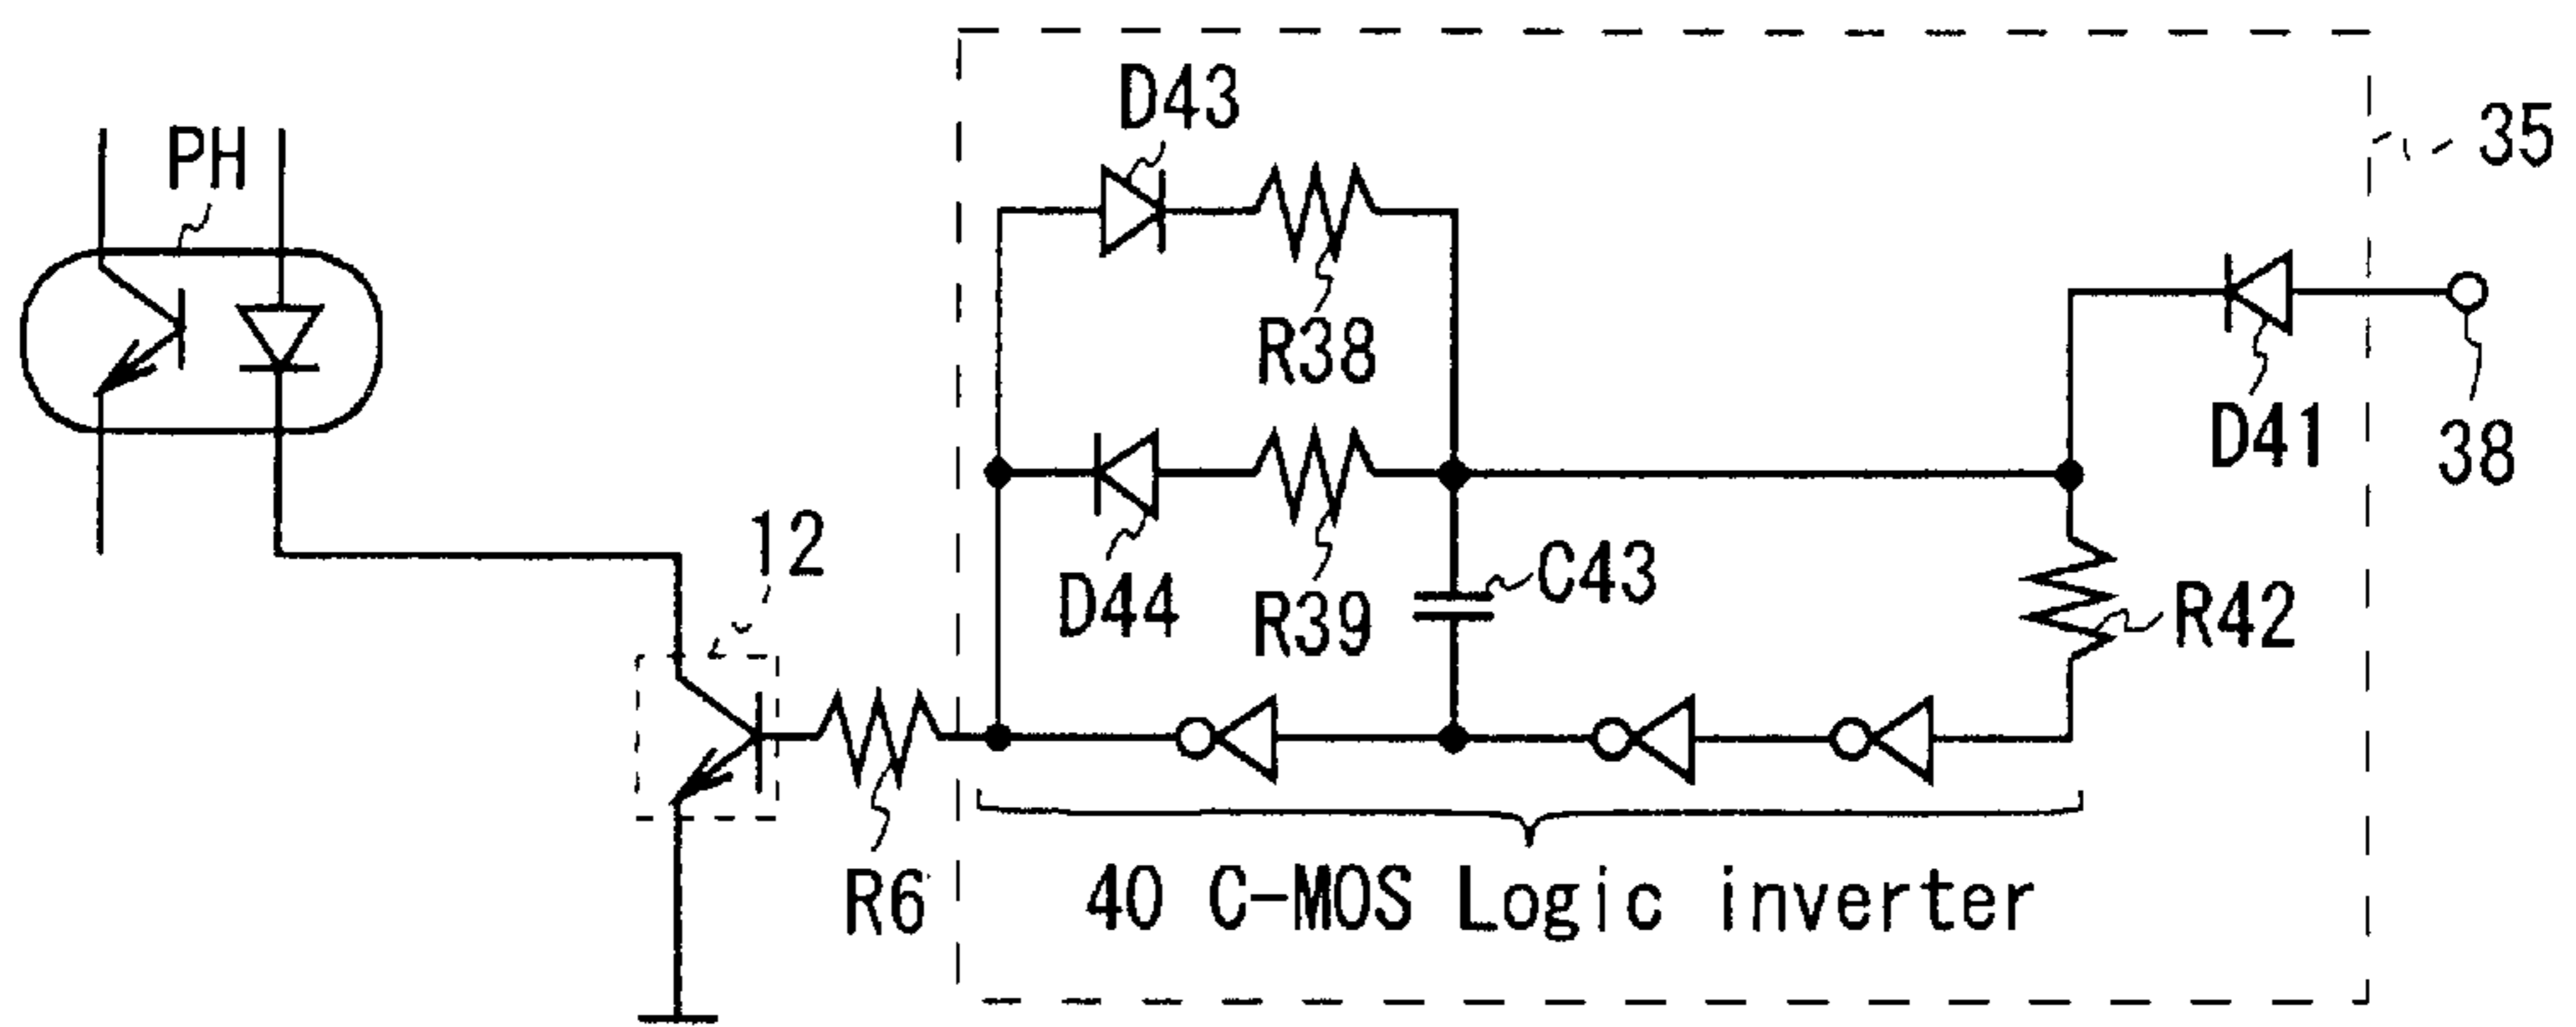 D43
35
PH
R38
D41
38
12
D44
R39
C43
R42
R6
40 C-MOS Logic inverter